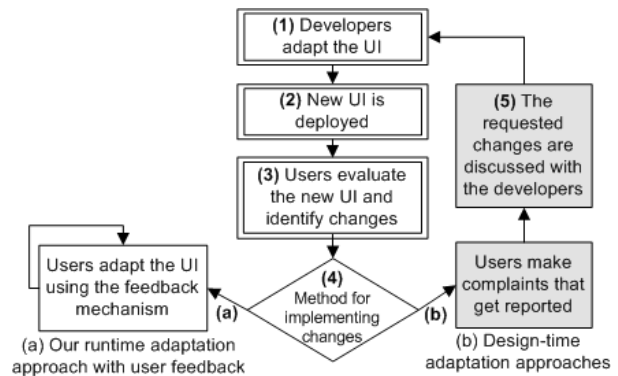 (1) Developers
adapt the UI
(2) New UI is
deployed
(3) Users evaluate
the new UI and
identify changes
(4)
Method for
implementing
changes
(a)
(b)
Users adapt the UI
using the feedback
mechanism
(a) Our runtime adaptation
approach with user feedback
(5) The
requested
changes are
discussed with
the developers
Users make
complaints that
get reported
(b) Design-time
adaptation approaches